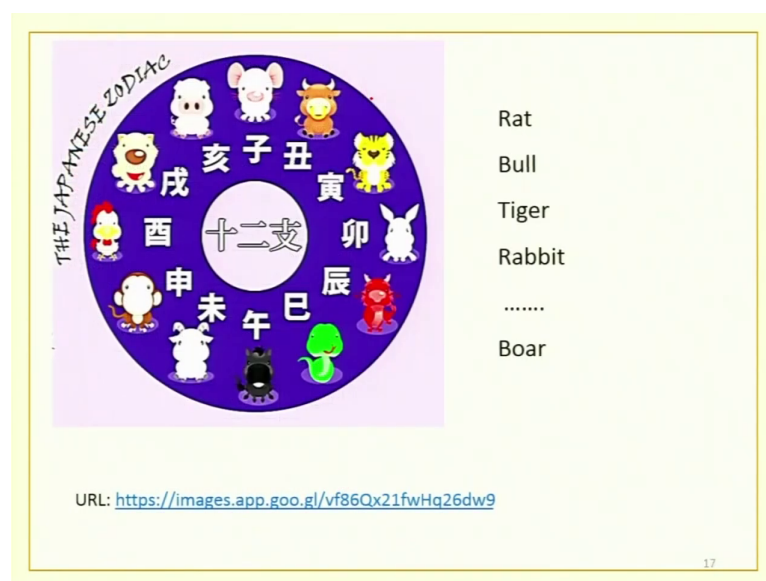 THE JAPANESE ZODIAC
子
丑
寅
卯
辰
巳
午
未
申
酉
戌
亥
十二支
Rat
Bull
Tiger
Rabbit
.......
Boar
URL: https://images.app.goo.gl/vf86Qx21fwHq26dw9
17